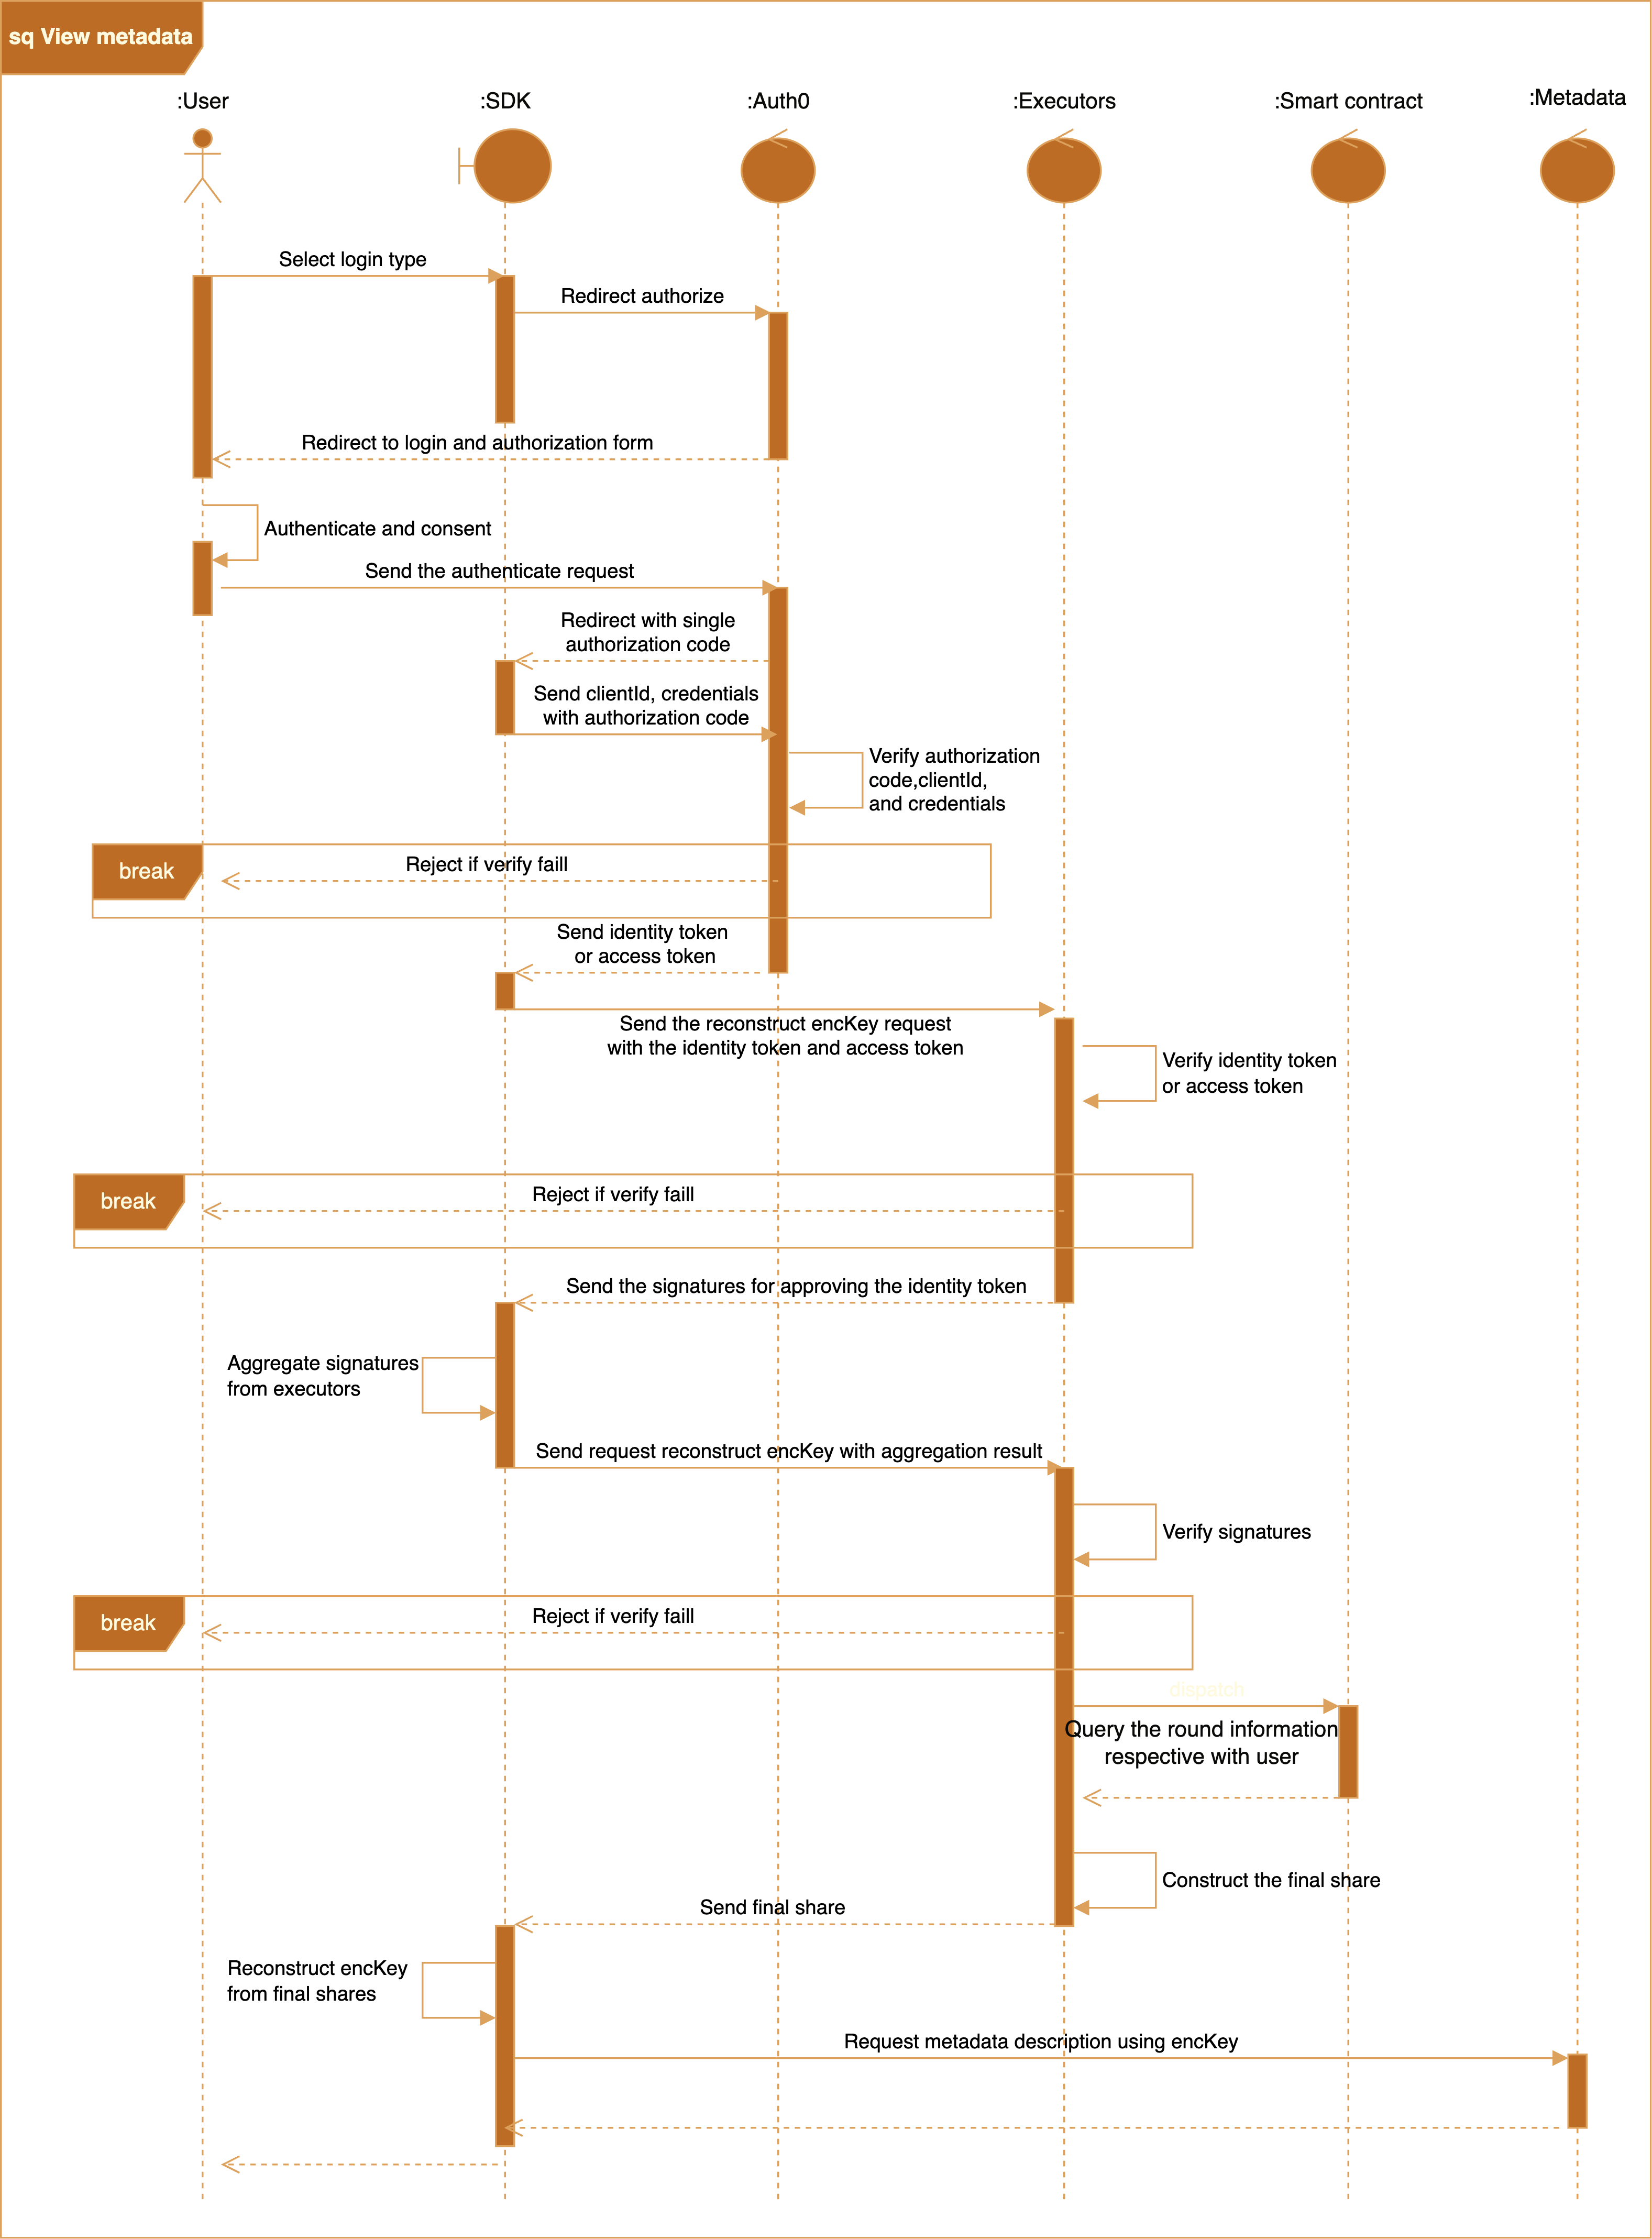 sq View metadata
:User
:SDK
:Auth0
:Executors
:Smart contract
:Metadata
Select login type
Redirect authorize
Redirect to login and authorization form
Authenticate and consent
Send the authenticate request
Redirect with single
authorization code
Send clientId, credentials
with authorization code
Verify authorization
code,clientId,
and credentials
break
Reject if verify faill
Send identity token
or access token
Send the reconstruct encKey request
with the identity token and access token
Verify identity token
or access token
break
Reject if verify faill
Send the signatures for approving the identity token
Aggregate signatures
from executors
Send request reconstruct encKey with aggregation result
Verify signatures
break
Reject if verify faill
dispatch
Query the round information
respective with user
Construct the final share
Send final share
Reconstruct encKey
from final shares
Request metadata description using encKey